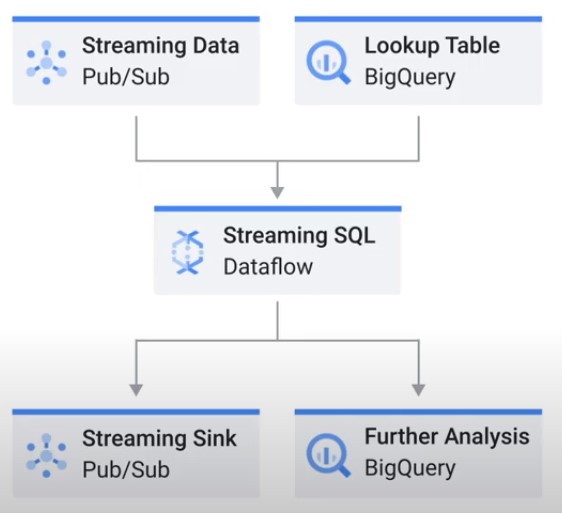 Streaming Data
Pub/Sub
Lookup Table
BigQuery
Streaming SQL
Dataflow
Streaming Sink
Pub/Sub
Further Analysis
BigQuery